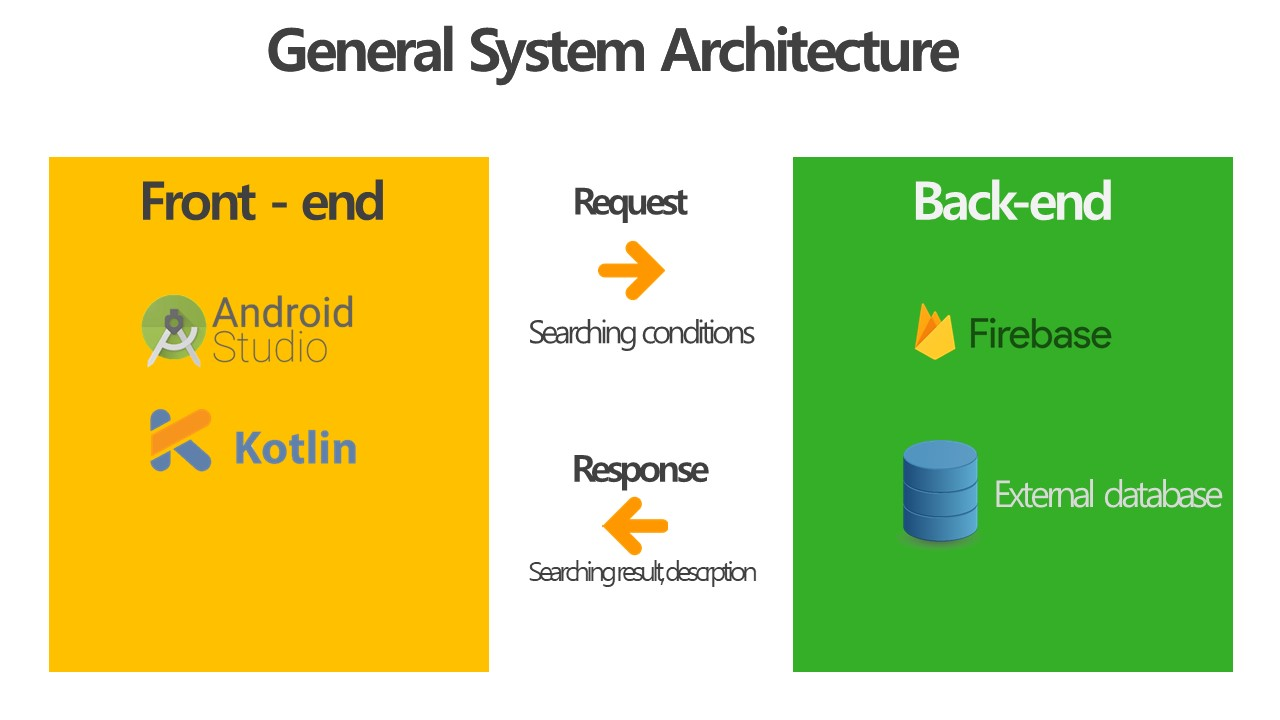 General System Architecture
Front - end
Android
Studio
Kotlin
Request
Searching conditions
Response
Searching result, descrption
Back-end
Firebase
External database